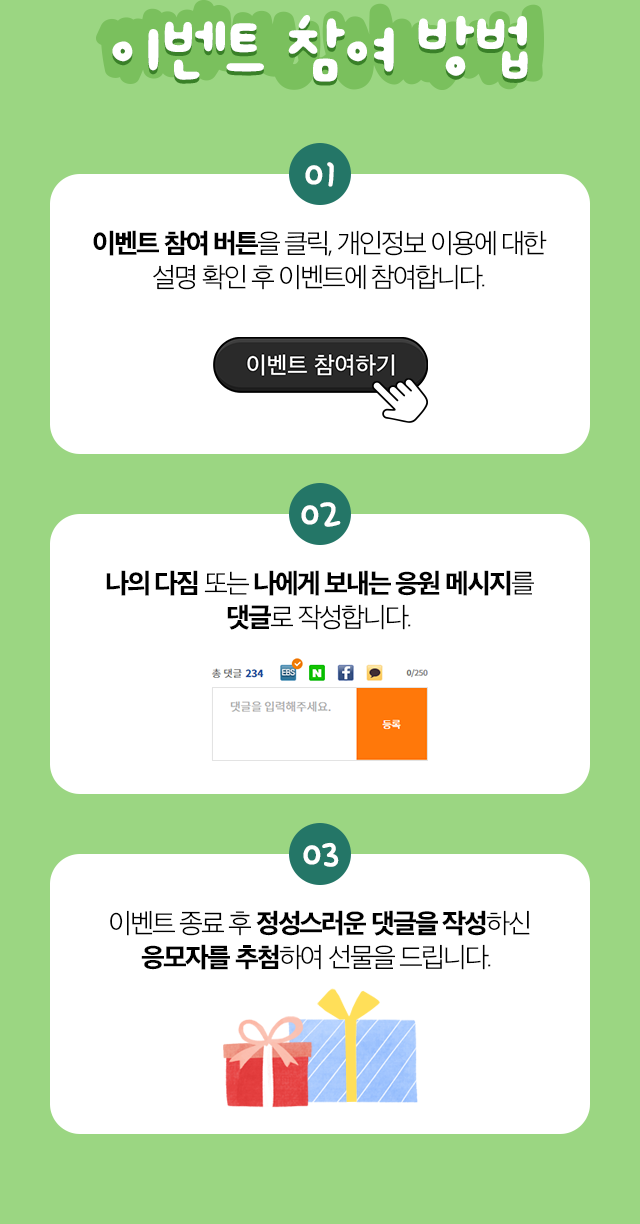 이벤트 참여 방법
01
이벤트 참여 버튼을 클릭, 개인정보 이용에 대한
설명 확인 후 이벤트에 참여합니다.
이벤트 참여하기
02
나의 다짐 또는 나에게 보내는 응원 메시지를
댓글로 작성합니다.
총 댓글 234 EBS N f 0/250
댓글을 입력해주세요.
등록
03
이벤트 종료 후 정성스러운 댓글을 작성하신
응모자를 추첨하여 선물을 드립니다.